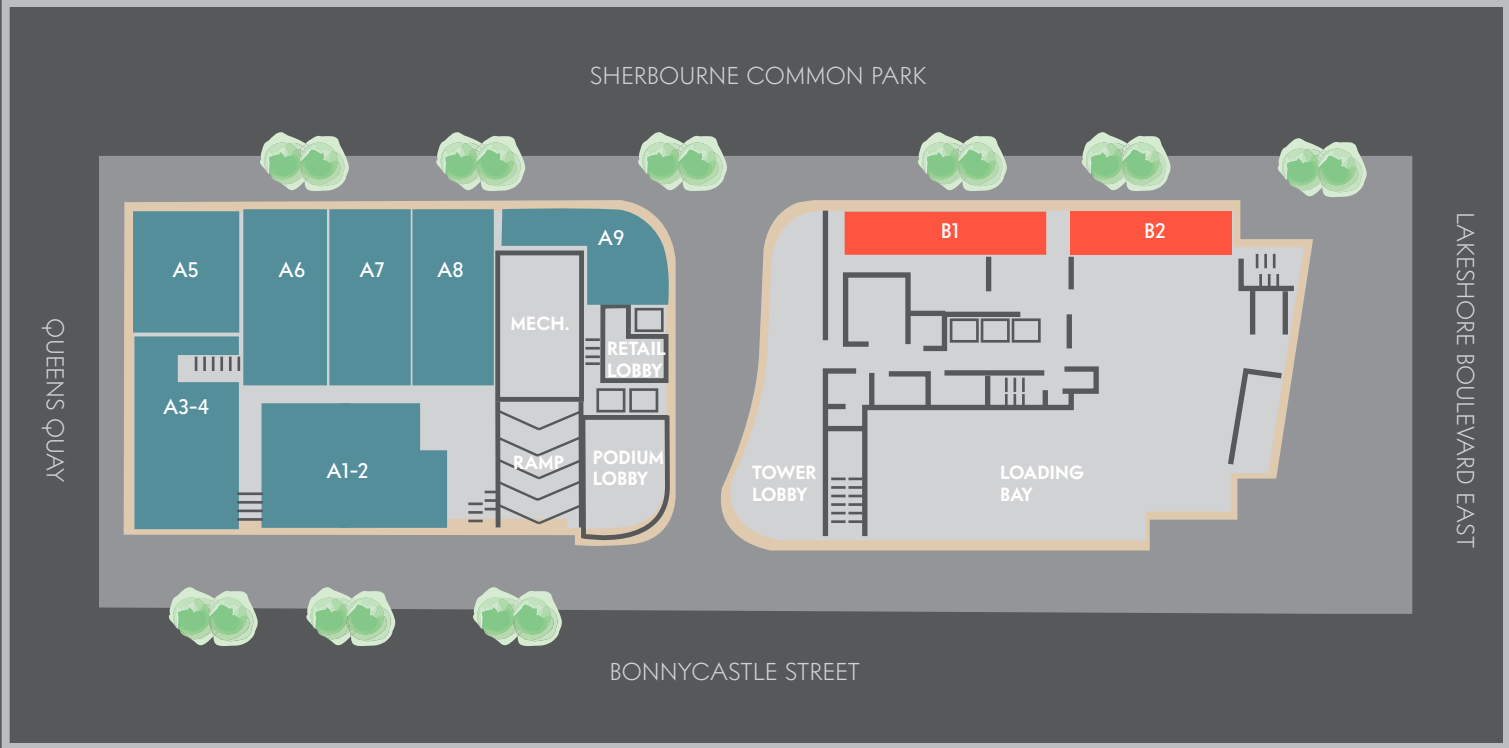 SHERBOURNE COMMON PARK
A5
A6
A7
A8
A9
B1
B2
MECH.
RETAIL
LOBBY
A3-4
A1-2
RAMP
PODIUM
LOBBY
TOWER
LOBBY
LOADING
BAY
QUEENS QUAY
LAKESHORE BOULEVARD EAST
BONNYCASTLE STREET